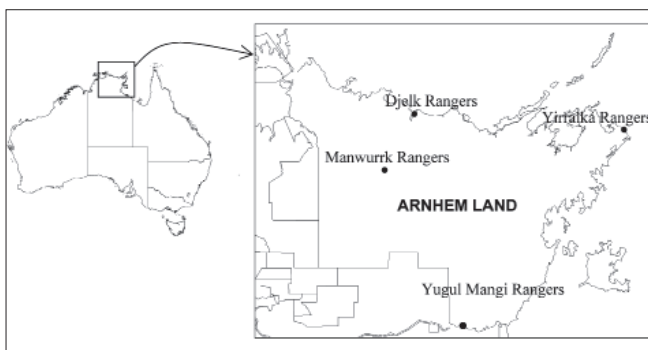 Djelk Rangers
Yirralka Rangers
Manwurrk Rangers
ARNHEM LAND
Yugul Mangi Rangers